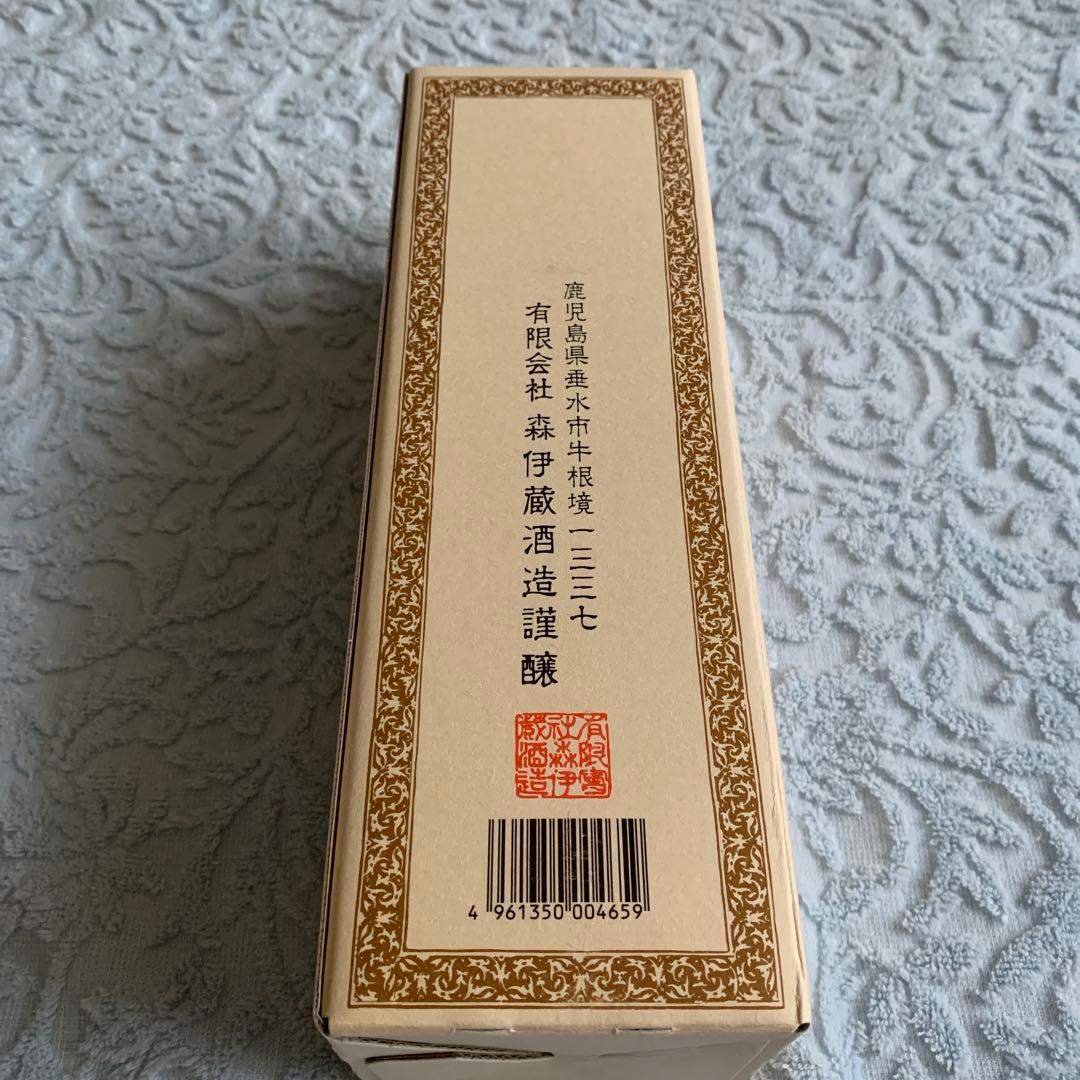 鹿児島県垂水市牛根境一三三七
有限会社 森伊蔵酒造謹醸
有限會
社森伊
蔵酒造
4 961350 004659